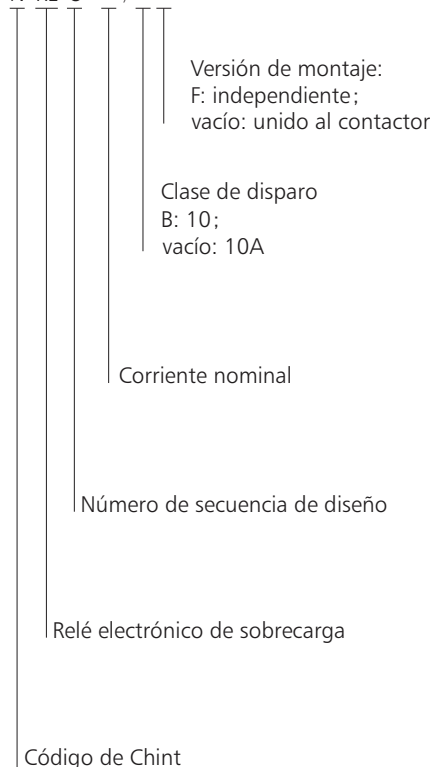 Versión de montaje:
F: independiente;
vacío: unido al contactor
Clase de disparo
B: 10;
vacío: 10A
Corriente nominal
Número de secuencia de diseño
Relé electrónico de sobrecarga
Código de Chint